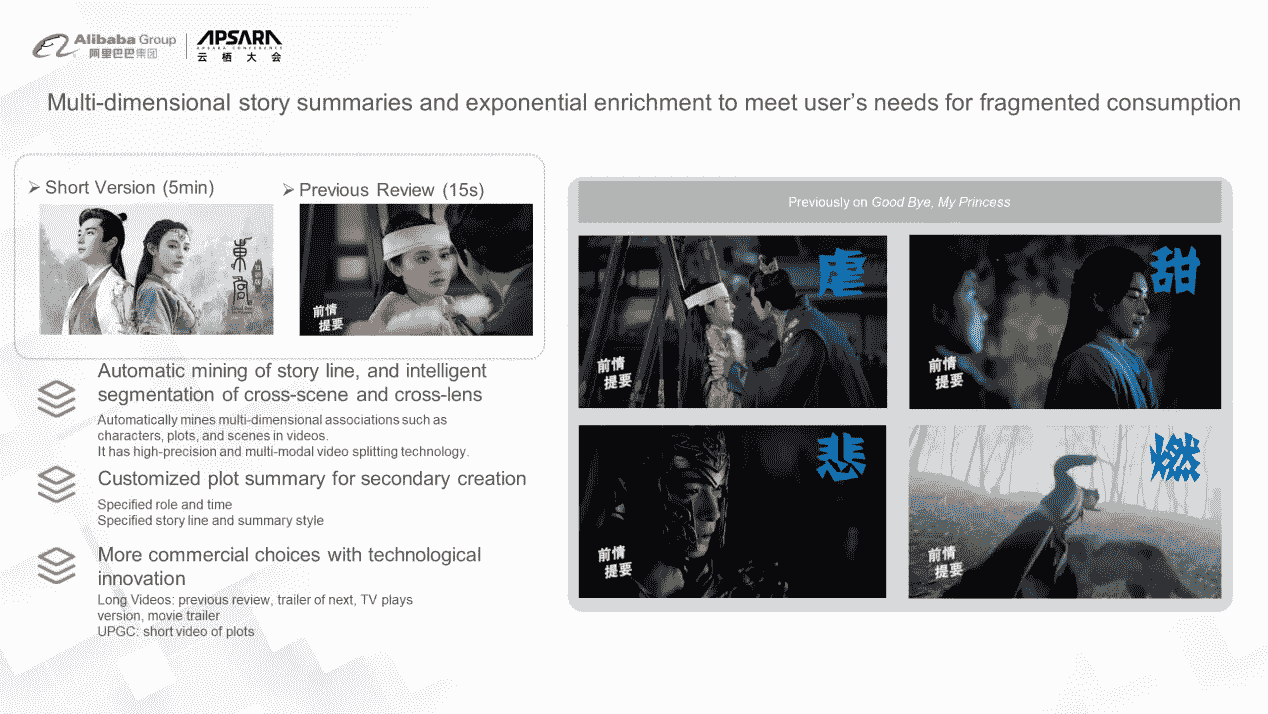 Alibaba Group
阿里巴巴集团
APSARA
APSARA CONFERENCE
云栖大会
Multi-dimensional story summaries and exponential enrichment to meet user's needs for fragmented consumption
➢ Short Version (5min)
➢ Previous Review (15s)
東宮
前情
提要
Automatic mining of story line, and intelligent
segmentation of cross-scene and cross-lens
Automatically mines multi-dimensional associations such as
characters, plots, and scenes in videos.
It has high-precision and multi-modal video splitting technology.
Customized plot summary for secondary creation
Specified role and time
Specified story line and summary style
More commercial choices with technological
innovation
Long Videos: previous review, trailer of next, TV plays
version, movie trailer
UPGC: short video of plots
Previously on Good Bye, My Princess
虐
前情
提要
甜
前情
提要
悲
前情
提要
燃
前情
提要